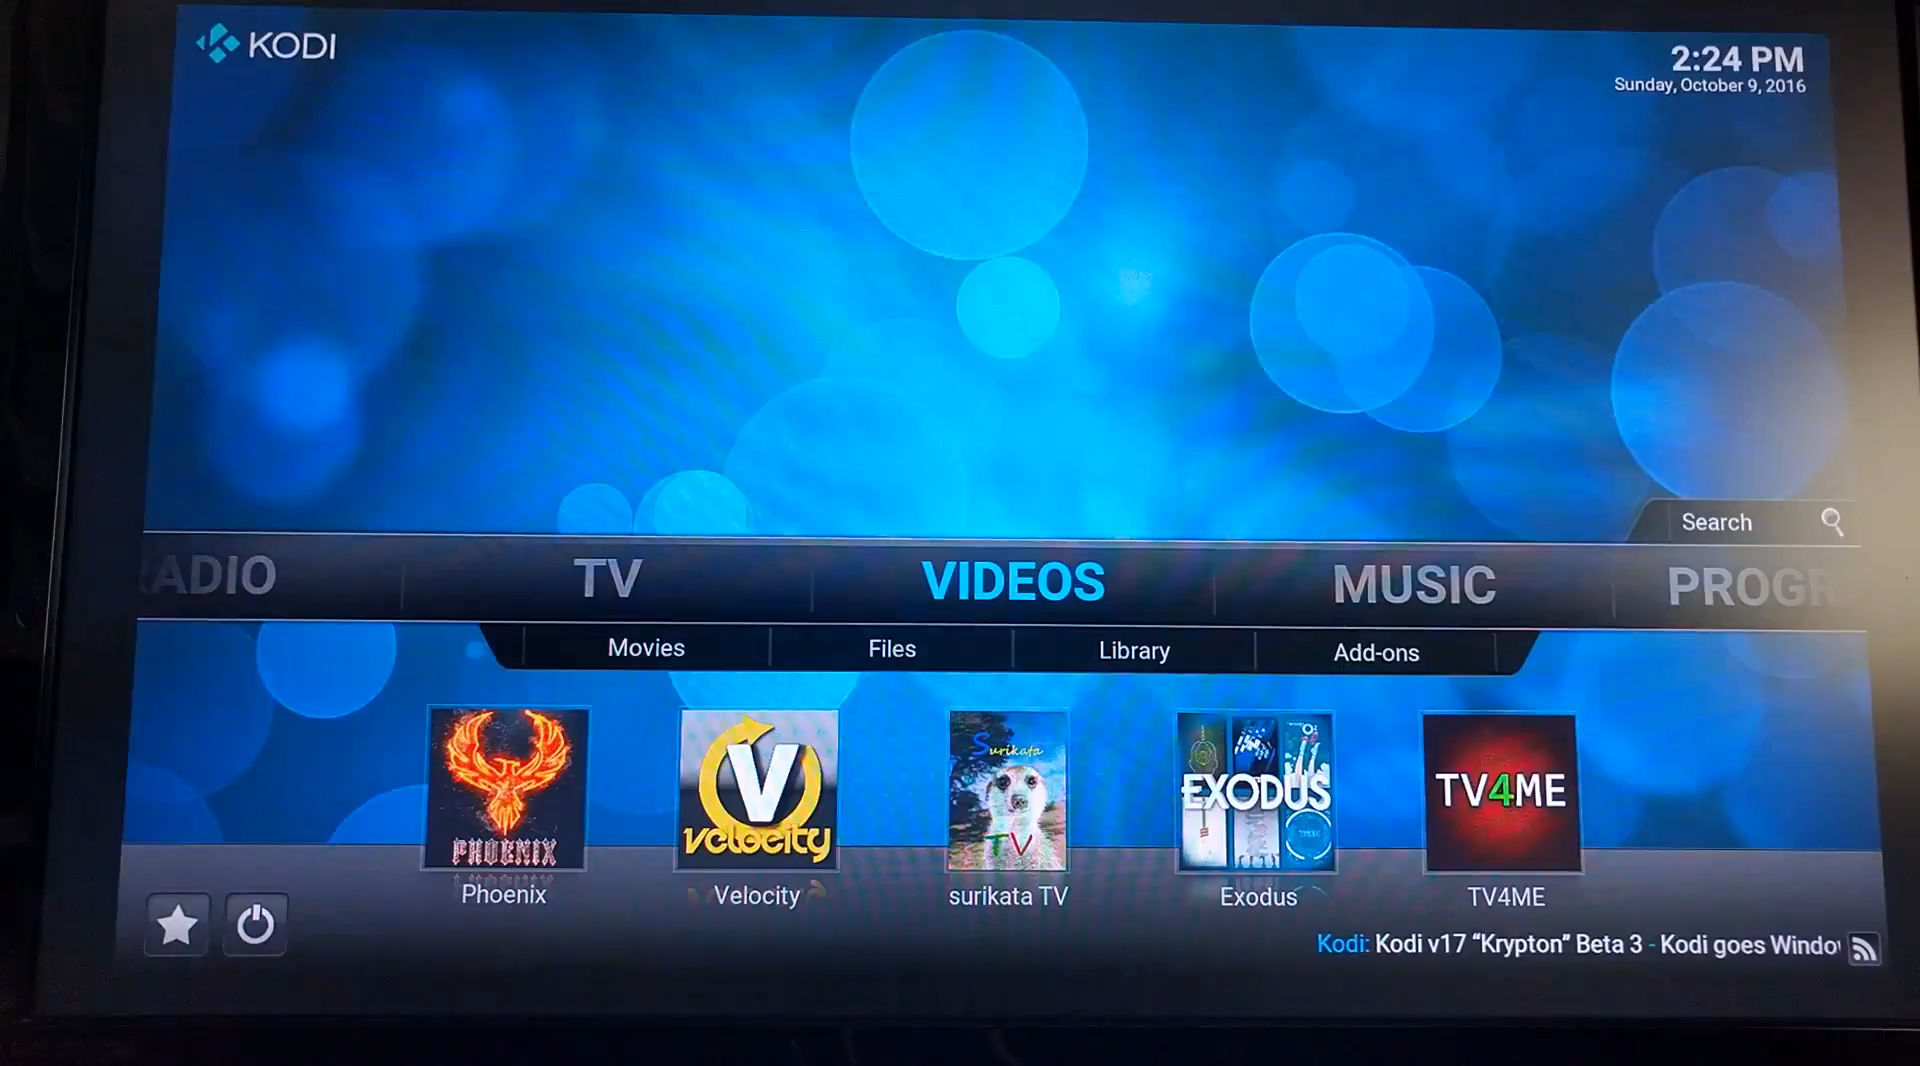 KODI
2:24 PM
Sunday, October 9, 2016
Search
ADIO
TV
VIDEOS
MUSIC
PROGR
Movies
Files
Library
Add-ons
PHOENIX
V
velocity
Surikata
TV
EXODUS
TV4ME
Phoenix
Velocity
surikata TV
Exodus
TV4ME
Kodi: Kodi v17 “Krypton” Beta 3 - Kodi goes Windo